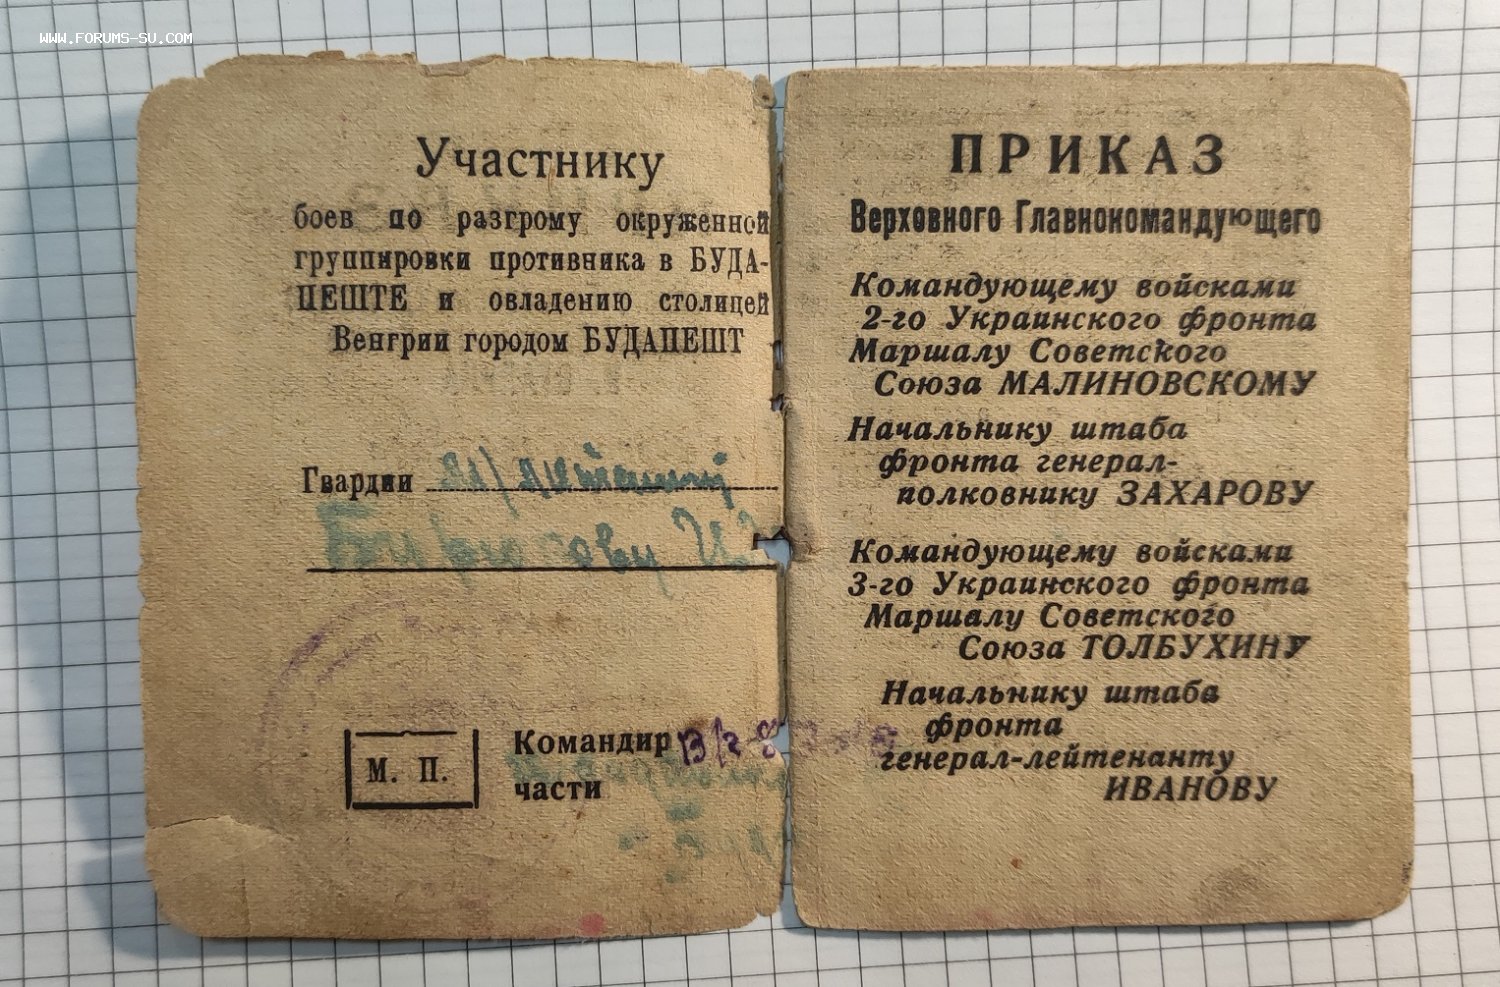 WWW.FORUMS-SU.COM
Участнику
боев по разгрому окруженной
группировки противника в БУДА-
ПЕШТЕ и овладению столицей
Венгрии городом БУДАПЕШТ
Гвардии
М. П.
Командир
части
ПРИКАЗ
Верховного Главнокомандующего
Командующему войсками
2-го Украинского фронта
Маршалу Советского
Союза МАЛИНОВСКОМУ
Начальнику штаба
фронта генерал-
полковнику ЗАХАРОВУ
Командующему войсками
3-го Украинского фронта
Маршалу Советского
Союза ТОЛБУХИНУ
Начальнику штаба
фронта
генерал-лейтенанту
ИВАНОВУ